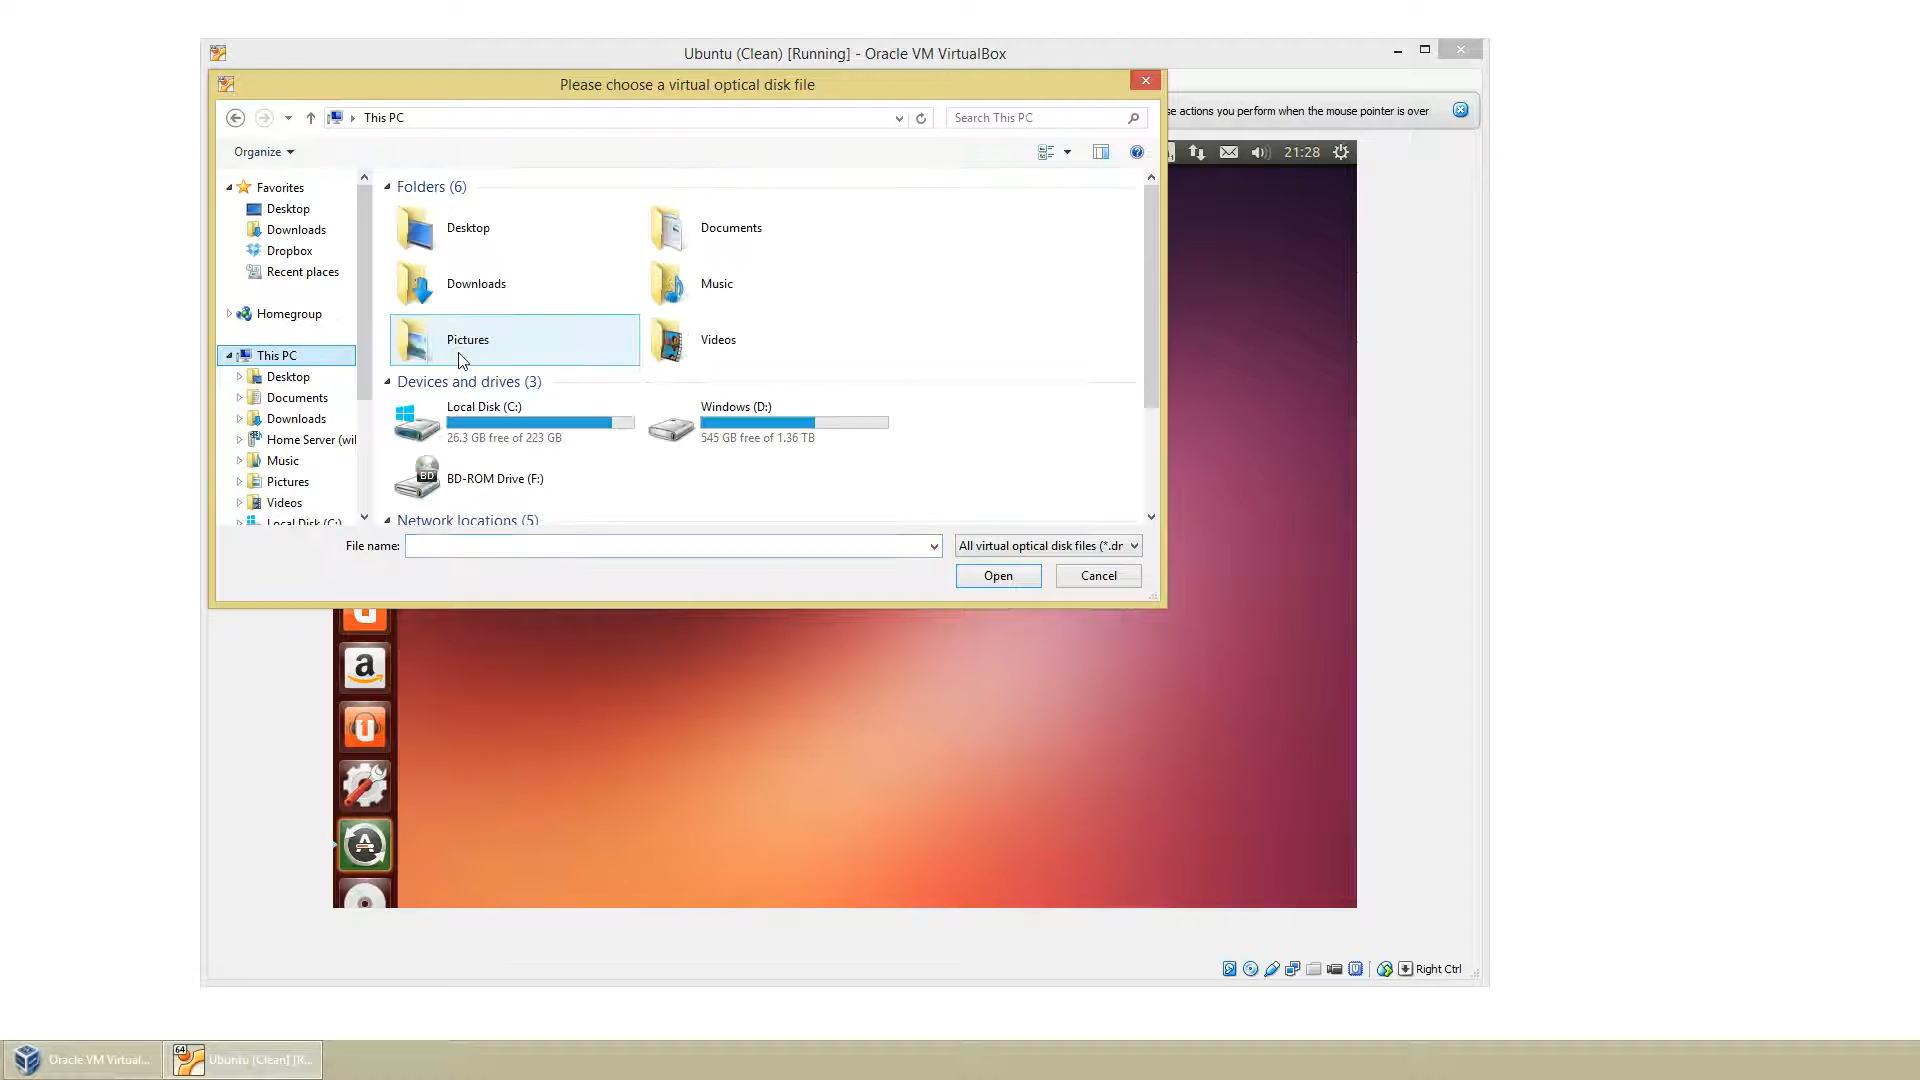 Ubuntu (Clean) [Running] - Oracle VM VirtualBox
Please choose a virtual optical disk file
This PC
Search This PC
se actions you perform when the mouse pointer is over
Organize
21:28
Favorites
Desktop
Downloads
Dropbox
Recent places
Homegroup
This PC
Desktop
Documents
Downloads
Home Server (wil
Music
Pictures
Videos
Local Disk (C:)
Folders (6)
Desktop
Documents
Downloads
Music
Pictures
Videos
Devices and drives (3)
Local Disk (C:)
26.3 GB free of 223 GB
Windows (D:)
545 GB free of 1.36 TB
BD
BD-ROM Drive (F:)
Network locations (5)
File name:
All virtual optical disk files (*.dr
Open
Cancel
a
u
A
Right Ctrl
Oracle VM Virtual...
64
Ubuntu (Clean) [R...